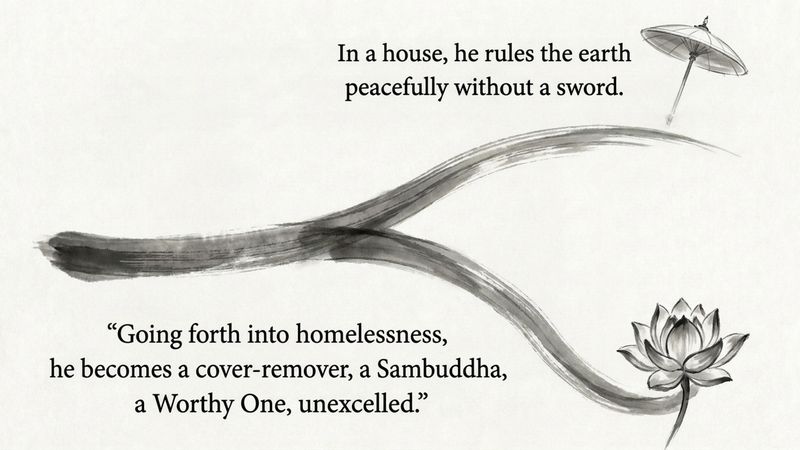 In a house, he rules the earth
peacefully without a sword.
“Going forth into homelessness,
he becomes a cover-remover, a Sambuddha,
a Worthy One, unexcelled.”